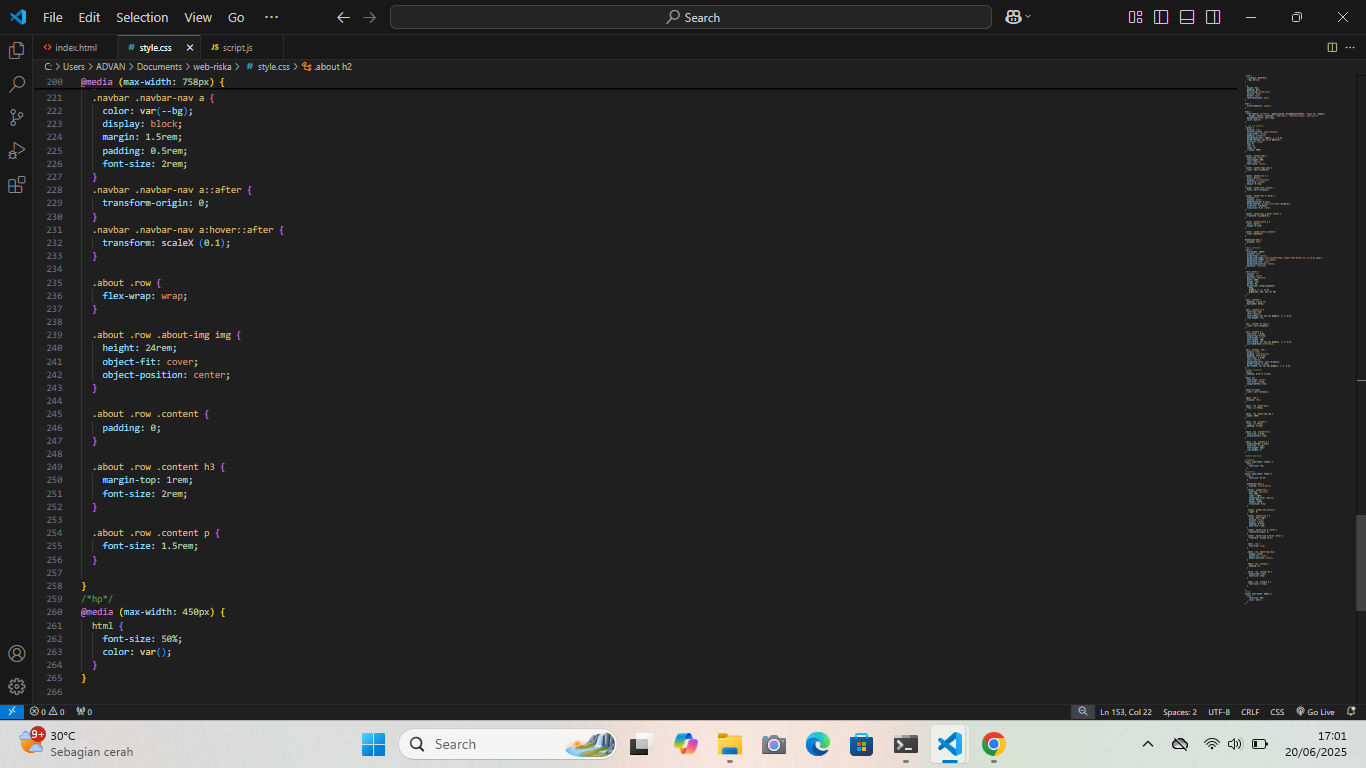 File Edit Selection View Go ··· Search
index.html # style.css × JS script.js
C: > Users > ADVAN > Documents > web-riska > # style.css > .about h2
200 @media (max-width: 758px) {
221 .navbar .navbar-nav a {
222 color: var(--bg);
223 display: block;
224 margin: 1.5rem;
225 padding: 0.5rem;
226 font-size: 2rem;
227 }
228 .navbar .navbar-nav a::after {
229 transform-origin: 0;
230 }
231 .navbar .navbar-nav a:hover::after {
232 transform: scaleX (0.1);
233 }
234
235 .about .row {
236 flex-wrap: wrap;
237 }
238
239 .about .row .about-img img {
240 height: 24rem;
241 object-fit: cover;
242 object-position: center;
243 }
244
245 .about .row .content {
246 padding: 0;
247 }
248
249 .about .row .content h3 {
250 margin-top: 1rem;
251 font-size: 2rem;
252 }
253
254 .about .row .content p {
255 font-size: 1.5rem;
256 }
257
258 }
259 /*hp*/
260 @media (max-width: 450px) {
261 html {
262 font-size: 50%;
263 color: var();
264 }
265 }
266
0 0 0 Ln 153, Col 22 Spaces: 2 UTF-8 CRLF CSS Go Live
9+ 30°C
Sebagian cerah
Search
17:01
20/06/2025